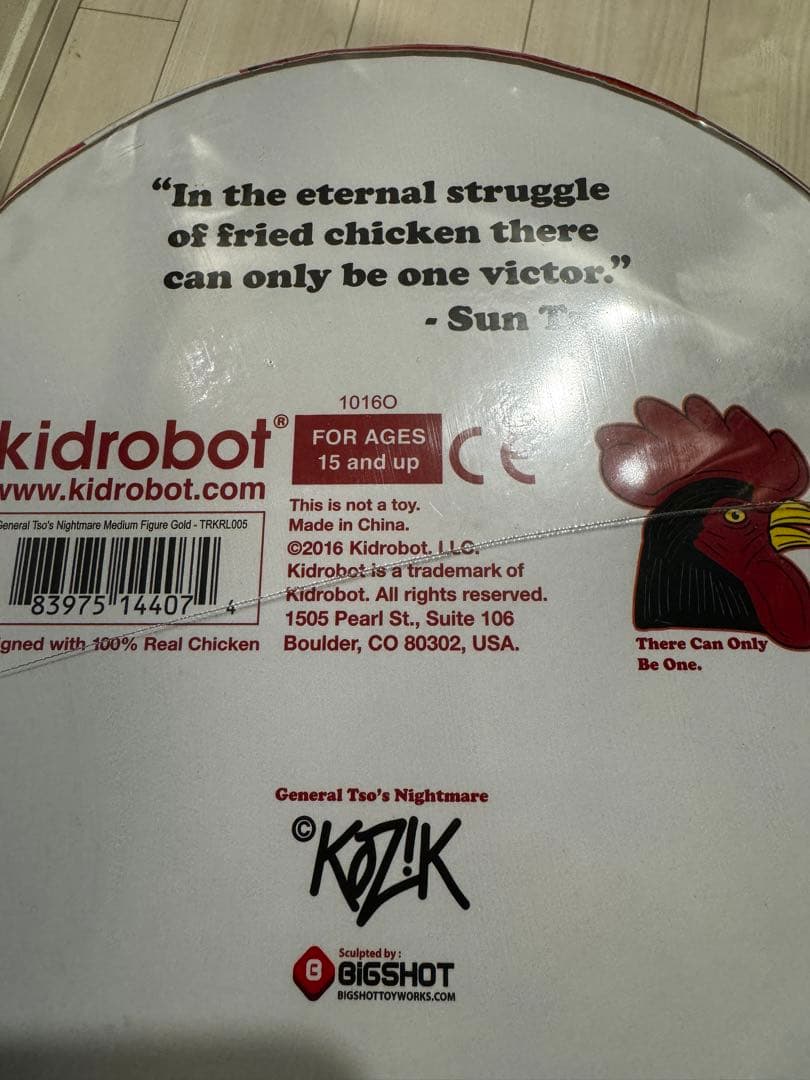 “In the eternal struggle
of fried chicken there
can only be one victor.”
- Sun
kidrobot®
www.kidrobot.com
General Tso's Nightmare Medium Figure Gold - TRKRL005
83975 14407 4
igned with 100% Real Chicken
1016O
FOR AGES
15 and up
CE
This is not a toy.
Made in China.
©2016 Kidrobot. LLC.
Kidrobot is a trademark of
Kidrobot. All rights reserved.
1505 Pearl St., Suite 106
Boulder, CO 80302, USA.
There Can Only
Be One.
General Tso's Nightmare
©KOZ!K
Sculpted by :
BIGSHOT
BIGSHOTTOYWORKS.COM